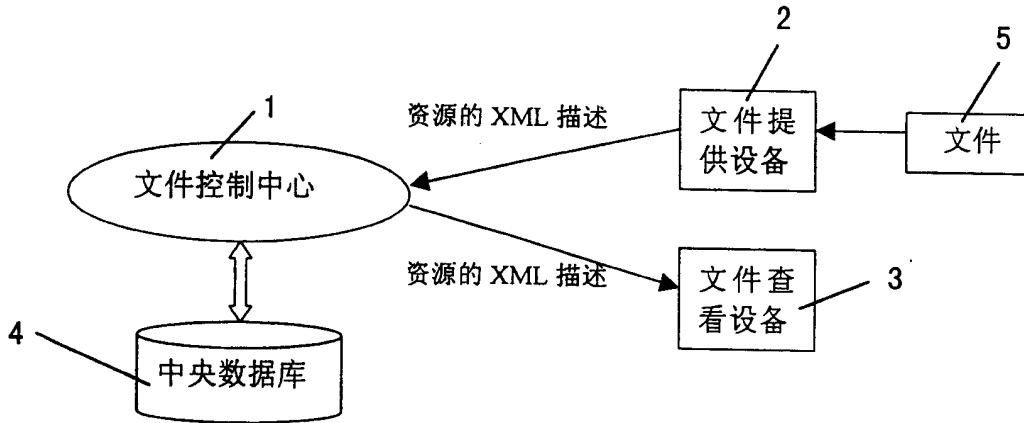 2
5
1
资源的 XML 描述
文件提
供设备
文件
文件控制中心
资源的 XML 描述
文件查
看设备
3
4
中央数据库